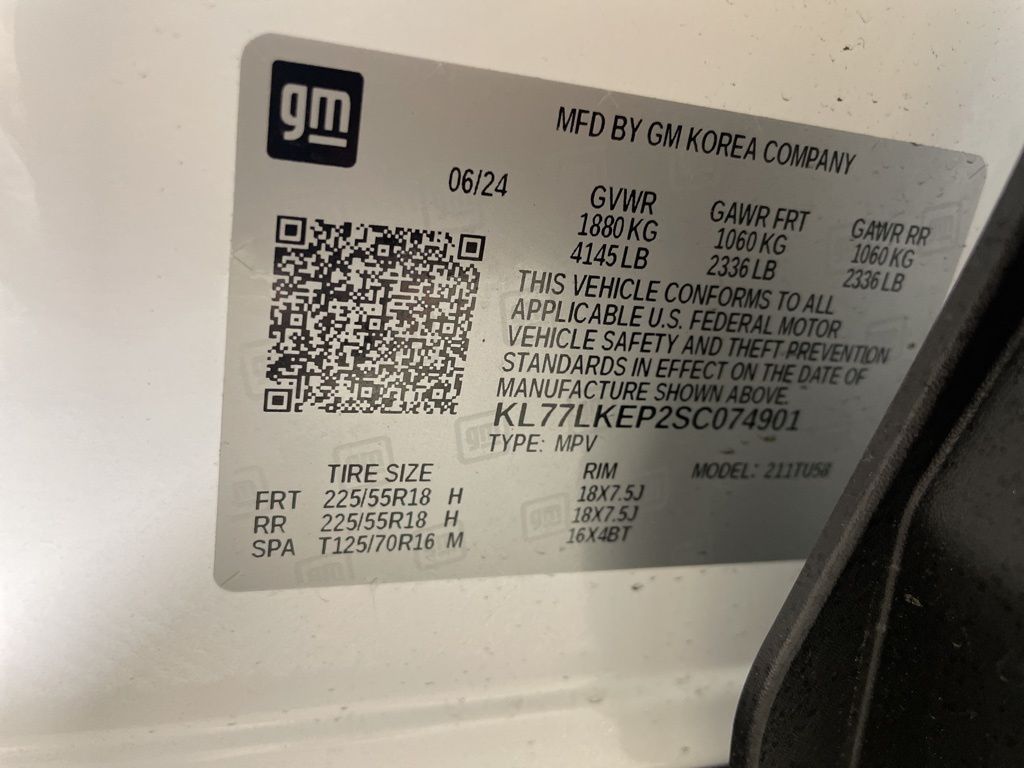 gm
MFD BY GM KOREA COMPANY
06/24
GVWR GAWR FRT GAWR RR
1880 KG 1060 KG 1060 KG
4145 LB 2336 LB 2336 LB
THIS VEHICLE CONFORMS TO ALL
APPLICABLE U.S. FEDERAL MOTOR
VEHICLE SAFETY AND THEFT PREVENTION
STANDARDS IN EFFECT ON THE DATE OF
MANUFACTURE SHOWN ABOVE.
KL77LKEP2SC074901
TYPE: MPV MODEL: 211TU58
TIRE SIZE RIM
FRT 225/55R18 H 18X7.5J
RR 225/55R18 H 18X7.5J
SPA T125/70R16 M 16X4BT